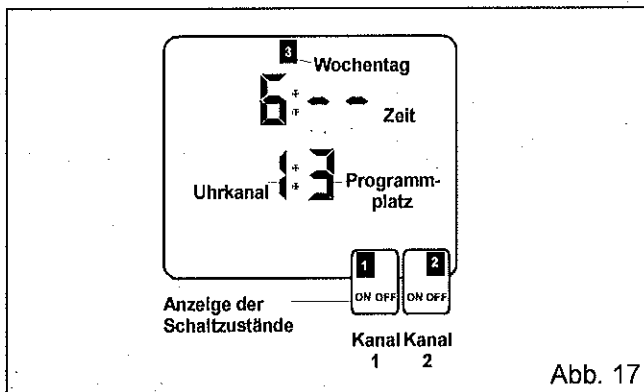 3
Wochentag
6:-- Zeit
Uhrkanal 1:3 Programm-
platz
1 2
ON OFF ON OFF
Anzeige der
Schaltzustände
Kanal Kanal
1 2
Abb. 17